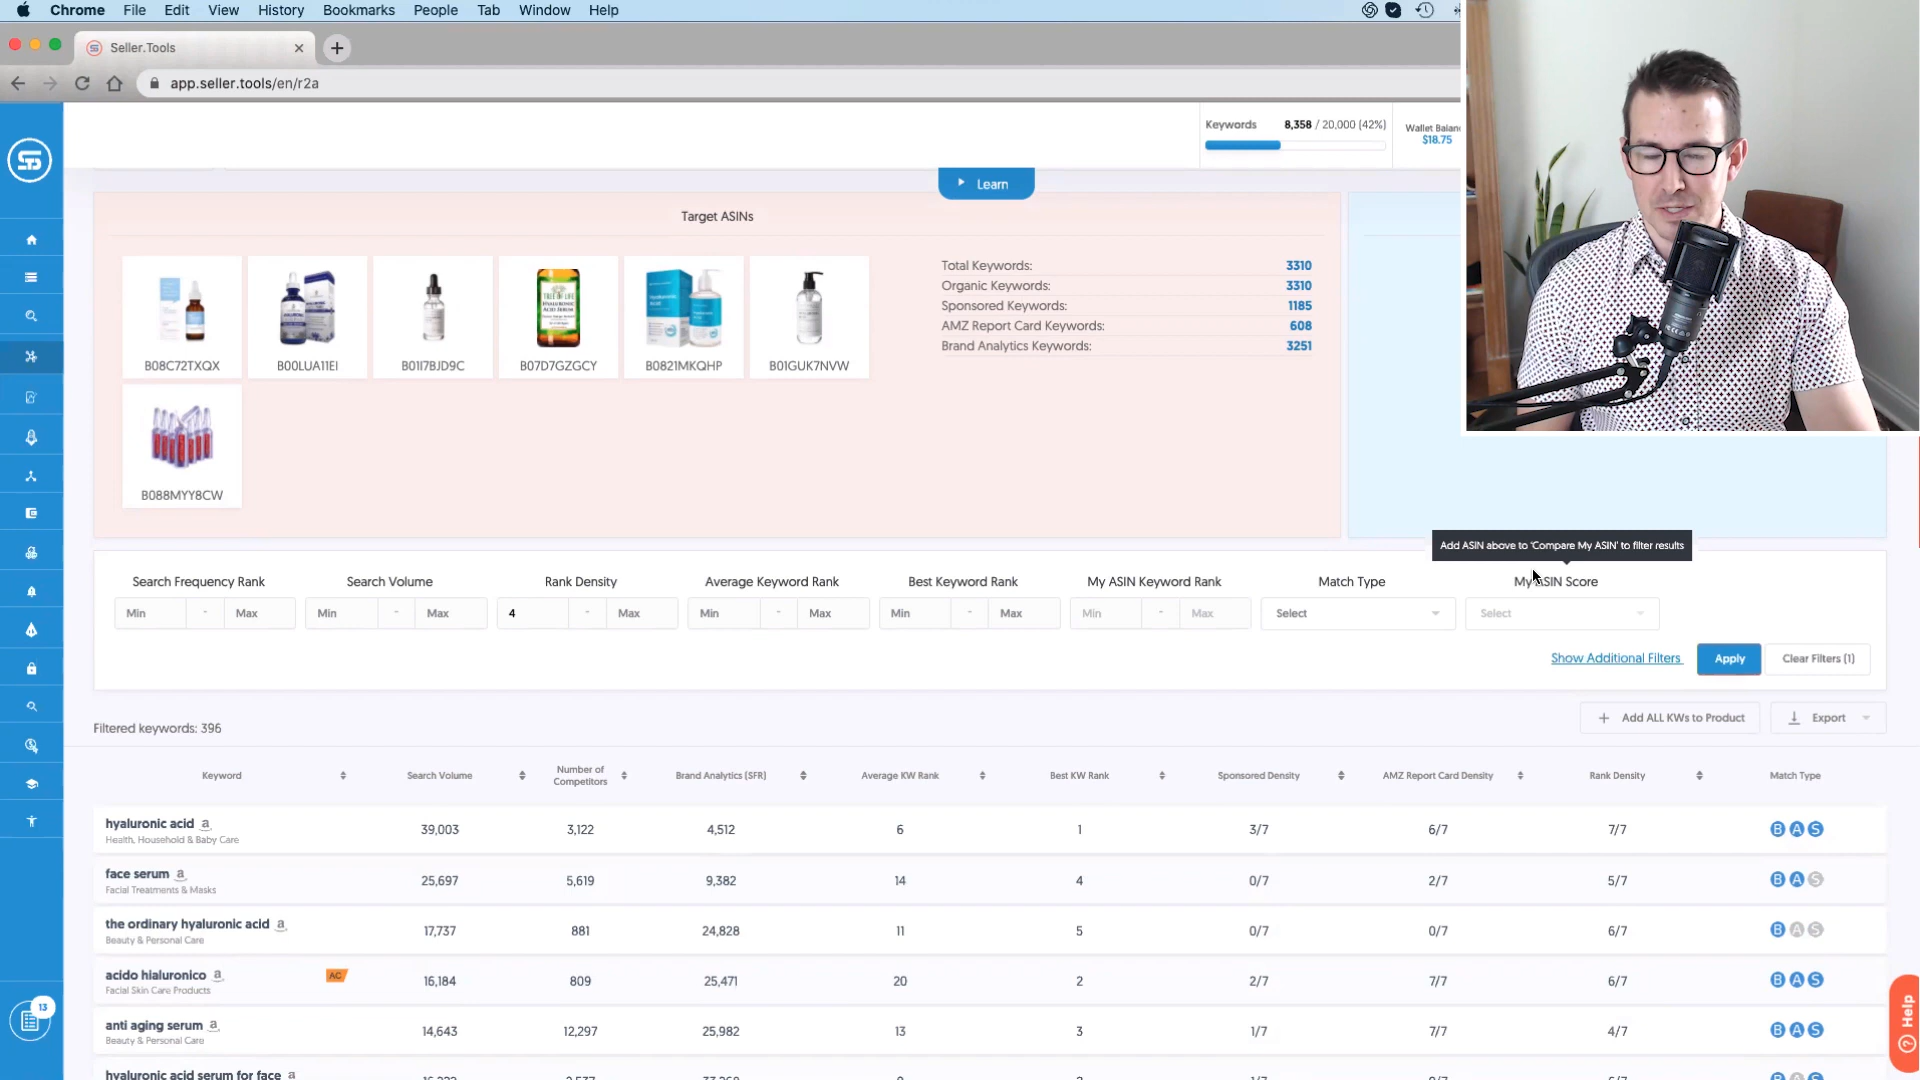 Chrome File Edit View History Bookmarks People Tab Window Help
Seller.Tools
app.seller.tools/en/r2a
Keywords 8,358 / 20,000 (42%)
Wallet Balanc
$18.75
Learn
Target ASINs
B08C72TXQX B00LUA11EI B01I7BJD9C B07D7GZGCY B0821MKQHP B01GUK7NVW
B088MYY8CW
Total Keywords: 3310
Organic Keywords: 3310
Sponsored Keywords: 1185
AMZ Report Card Keywords: 608
Brand Analytics Keywords: 3251
Add ASIN above to 'Compare My ASIN' to filter results
Search Frequency Rank Search Volume Rank Density Average Keyword Rank Best Keyword Rank My ASIN Keyword Rank Match Type My ASIN Score
Min - Max Min - Max 4 - Max Min - Max Min - Max Min - Max Select Select
Show Additional Filters Apply Clear Filters (1)
Filtered keywords: 396
+ Add ALL KWs to Product Export
Keyword Search Volume Number of Competitors Brand Analytics (SFR) Average KW Rank Best KW Rank Sponsored Density AMZ Report Card Density Rank Density Match Type
hyaluronic acid a 39,003 3,122 4,512 6 1 3/7 6/7 7/7 B A S
Health, Household & Baby Care
face serum a 25,697 5,619 9,382 14 4 0/7 2/7 5/7 B A S
Facial Treatments & Masks
the ordinary hyaluronic acid a 17,737 881 24,828 11 5 0/7 0/7 6/7 B A S
Beauty & Personal Care
acido hialuronico a AC 16,184 809 25,471 20 2 2/7 7/7 6/7 B A S
Facial Skin Care Products
anti aging serum a 14,643 12,297 25,982 13 3 1/7 7/7 4/7 B A S
Beauty & Personal Care
hyaluronic acid serum for face a
13
Help